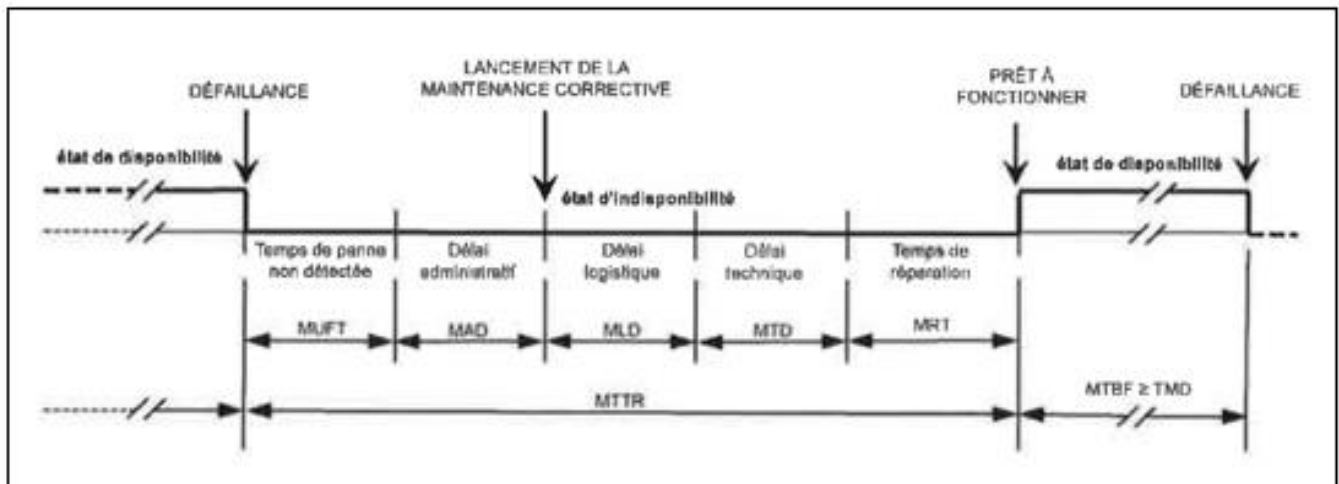 DÉFAILLANCE
LANCEMENT DE LA
MAINTENANCE CORRECTIVE
PRÊT À
FONCTIONNER
DÉFAILLANCE
état de disponibilité
état d'indisponibilité
état de disponibilité
Temps de panne
non détectée
Délai
administratif
Délai
logistique
Délai
technique
Temps de
réparation
MUFT
MAD
MLD
MTD
MRT
MTTR
MTBF ≥ TMD